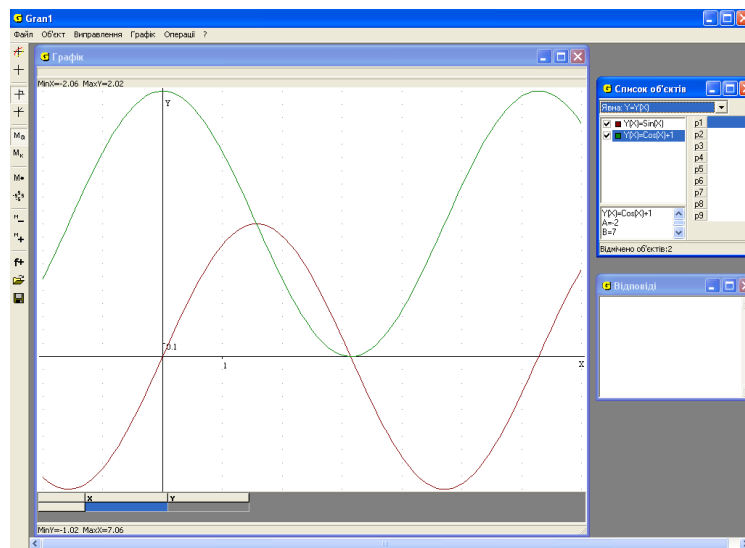 Gran1
Файл Об'єкт Виправлення Графік Операції ?
Графік
MinX=-2.06 MaxY=2.02
Y
0.1
1
X
X Y
MinY=-1.02 MaxX=7.06
Список об'єктів
Явна: Y=Y(X)
Y(X)=Sin(X)
Y(X)=Cos(X)+1
p1
p2
p3
p4
p5
p6
p7
p8
p9
Y(X)=Cos(X)+1
A=-2
B=7
Відмічено об'єктів:2
Відповіді